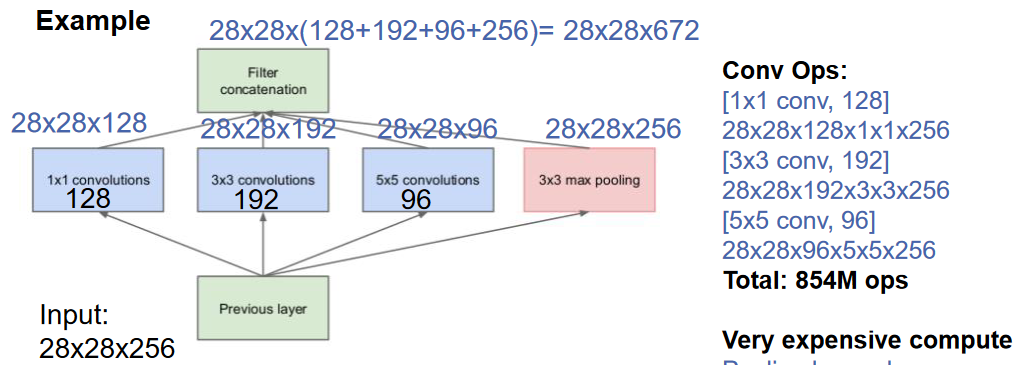 Example
28x28x(128+192+96+256)= 28x28x672
Filter
concatenation
28x28x128
28x28x192
28x28x96
28x28x256
1x1 convolutions
128
3x3 convolutions
192
5x5 convolutions
96
3x3 max pooling
Previous layer
Input:
28x28x256
Conv Ops:
[1x1 conv, 128]
28x28x128x1x1x256
[3x3 conv, 192]
28x28x192x3x3x256
[5x5 conv, 96]
28x28x96x5x5x256
Total: 854M ops
Very expensive compute